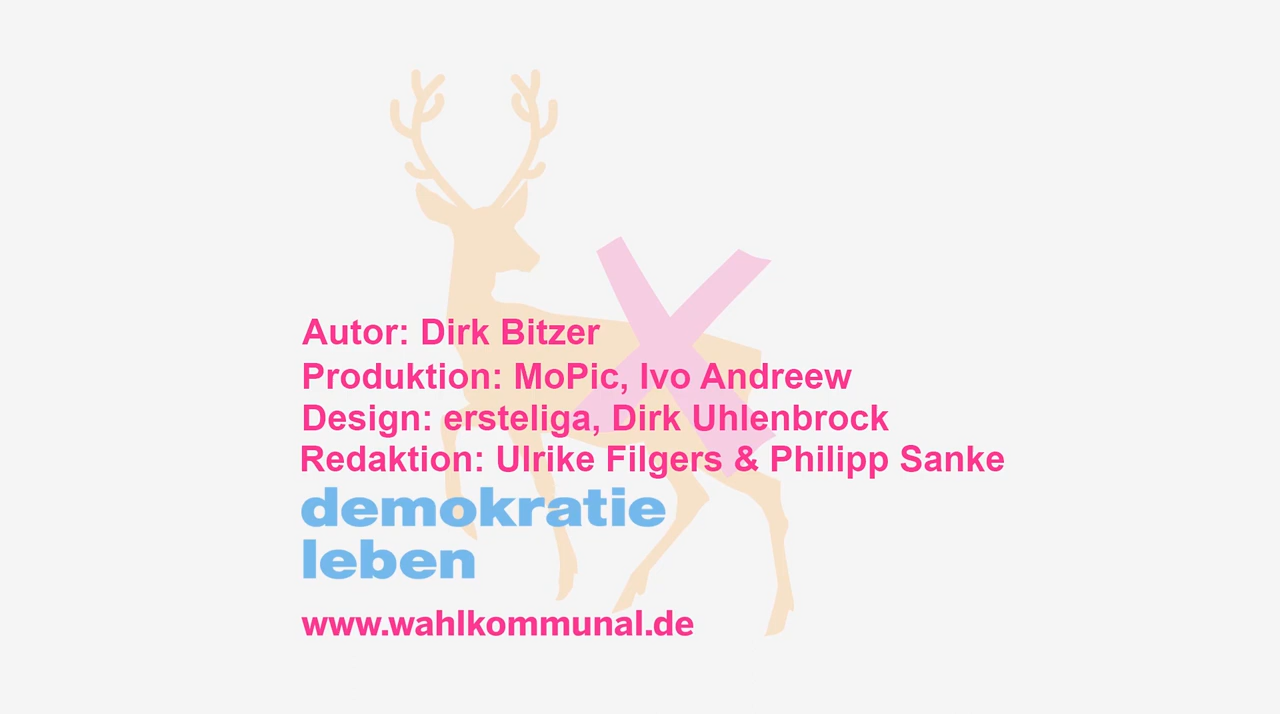 Autor: Dirk Bitzer
Produktion: MoPic, Ivo Andreew
Design: ersteliga, Dirk Uhlenbrock
Redaktion: Ulrike Filgers & Philipp Sanke
demokratie
leben
www.wahlkommunal.de